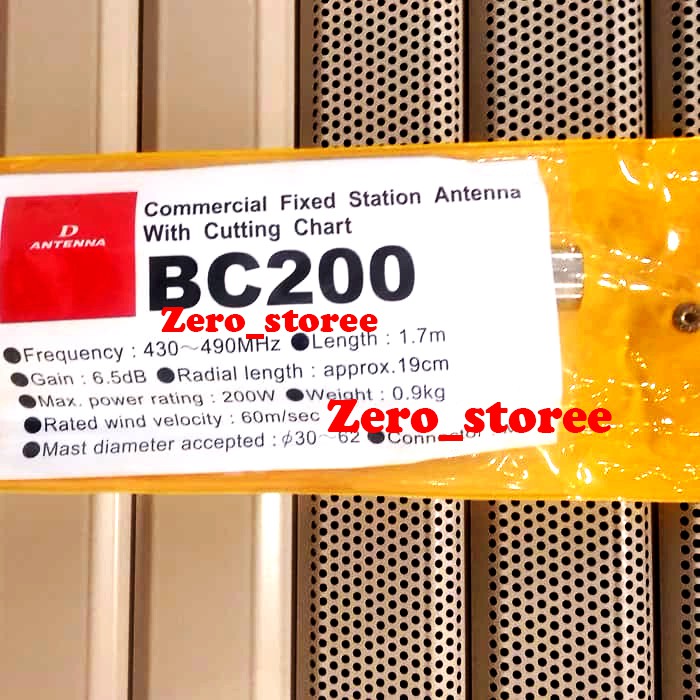 D
ANTENNA
Commercial Fixed Station Antenna
With Cutting Chart
BC200
Zero_storee
●Frequency : 430~490MHz ●Length : 1.7m
●Gain : 6.5dB ●Radial length : approx.19cm
●Max. power rating : 200W ●Weight : 0.9kg
●Rated wind velocity : 60m/sec
Zero_storee
●Mast diameter accepted : ϕ30~62 ●